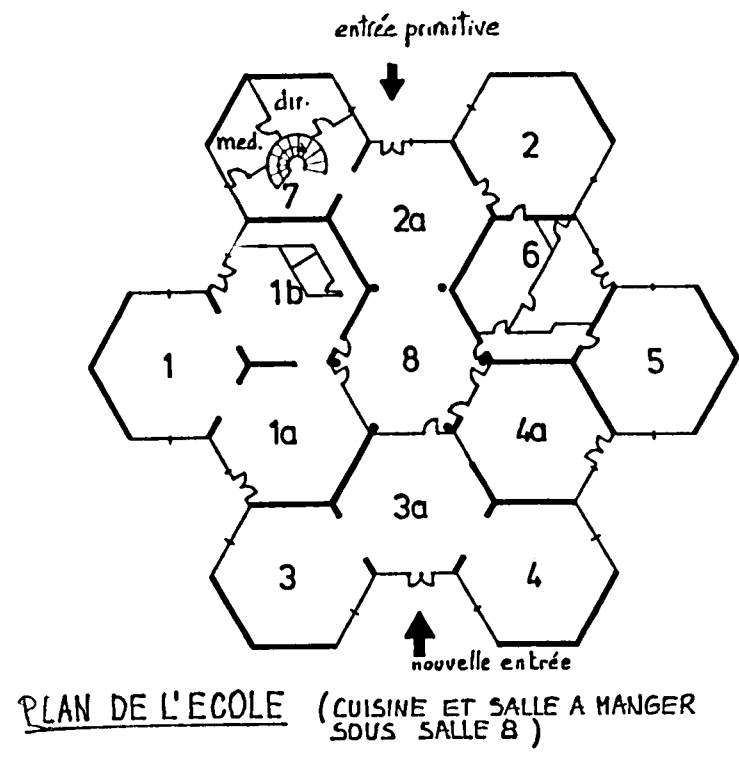 entrée primitive
dir.
med.
2
7
2a
6
1b
1
8
5
1a
4a
3a
3
4
nouvelle entrée
PLAN DE L'ECOLE (CUISINE ET SALLE A MANGER
SOUS SALLE 8)